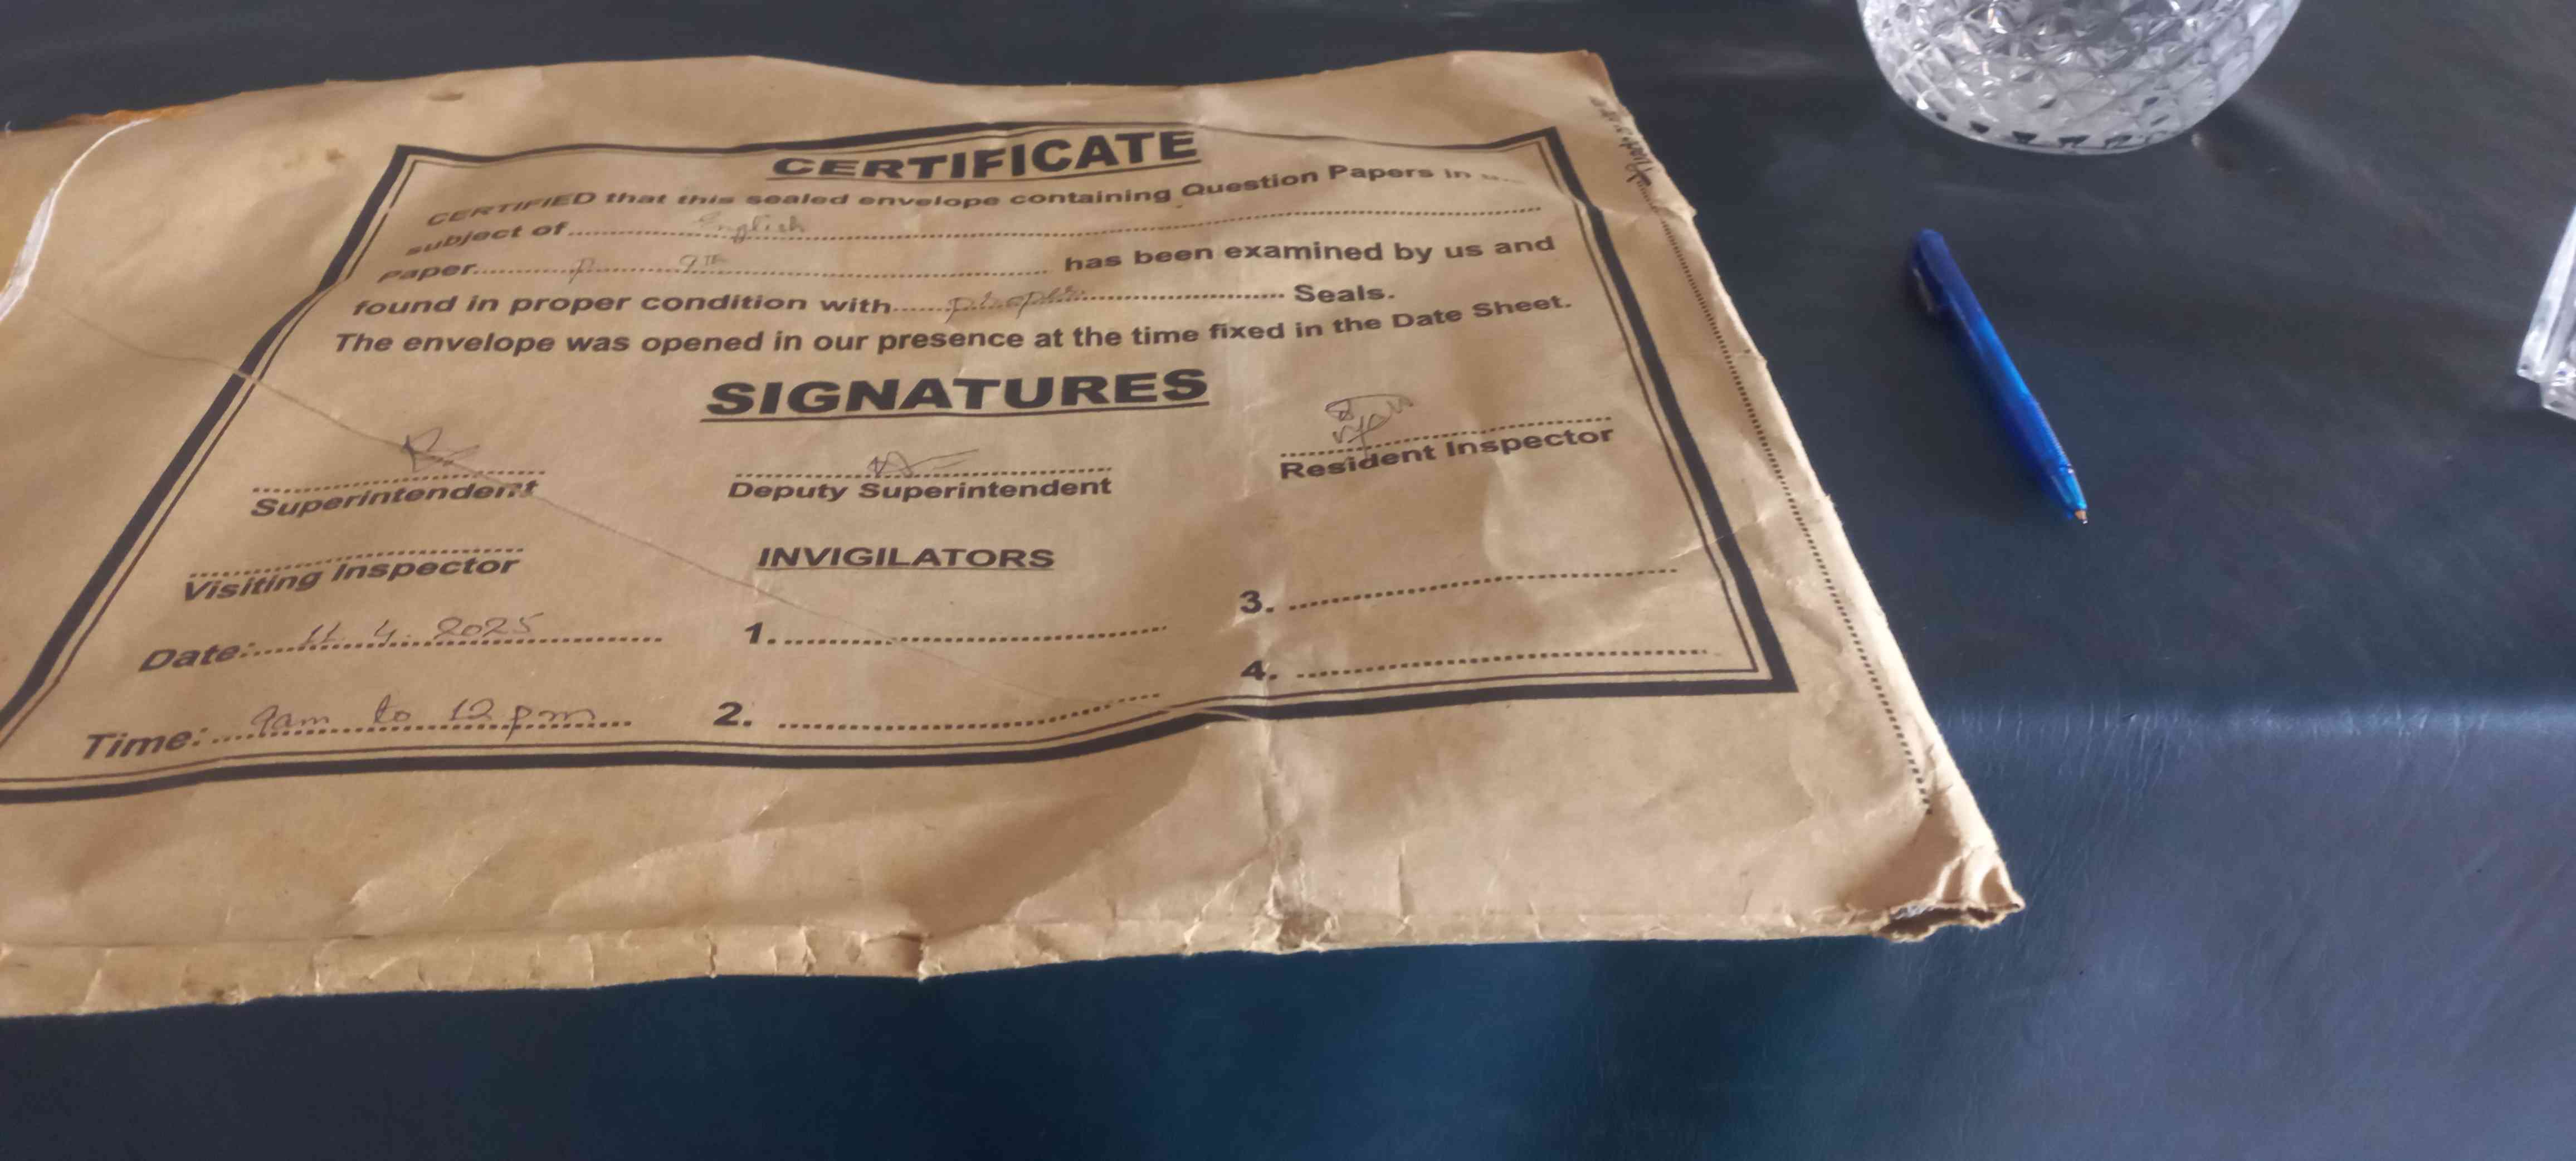 CERTIFICATE
CERTIFIED that this sealed envelope containing Question Papers in
subject of................English................
Paper............P........9TH................ has been examined by us and
found in proper condition with......proper................ Seals.
The envelope was opened in our presence at the time fixed in the Date Sheet.
SIGNATURES
Superintendent
Deputy Superintendent
Resident Inspector
Visiting Inspector
INVIGILATORS
Date:....11.4.2025............
1. ................
3. ................
Time:....9am to 12 pm....
2. ................
4. ................